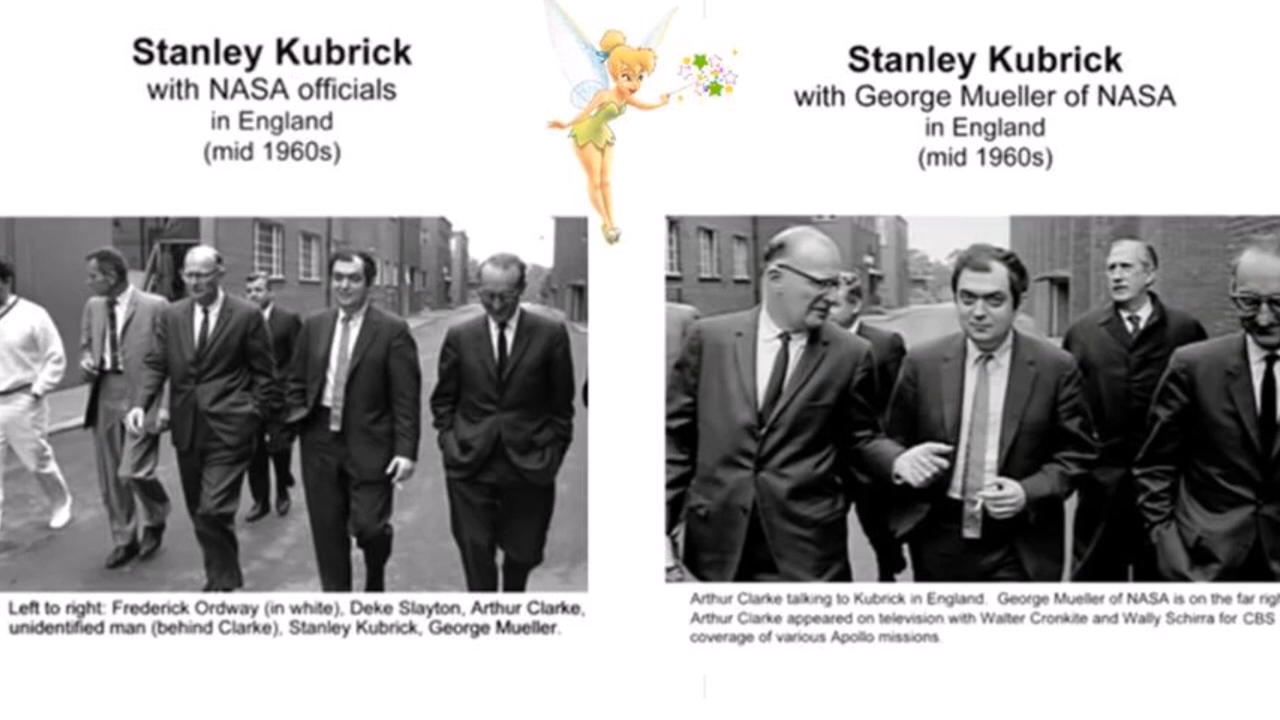 Stanley Kubrick
with NASA officials
in England
(mid 1960s)
Left to right: Frederick Ordway (in white), Deke Slayton, Arthur Clarke,
unidentified man (behind Clarke), Stanley Kubrick, George Mueller.
Stanley Kubrick
with George Mueller of NASA
in England
(mid 1960s)
Arthur Clarke talking to Kubrick in England. George Mueller of NASA is on the far
Arthur Clarke appeared on television with Walter Cronkite and Wally Schirra for CBS
coverage of various Apollo missions.